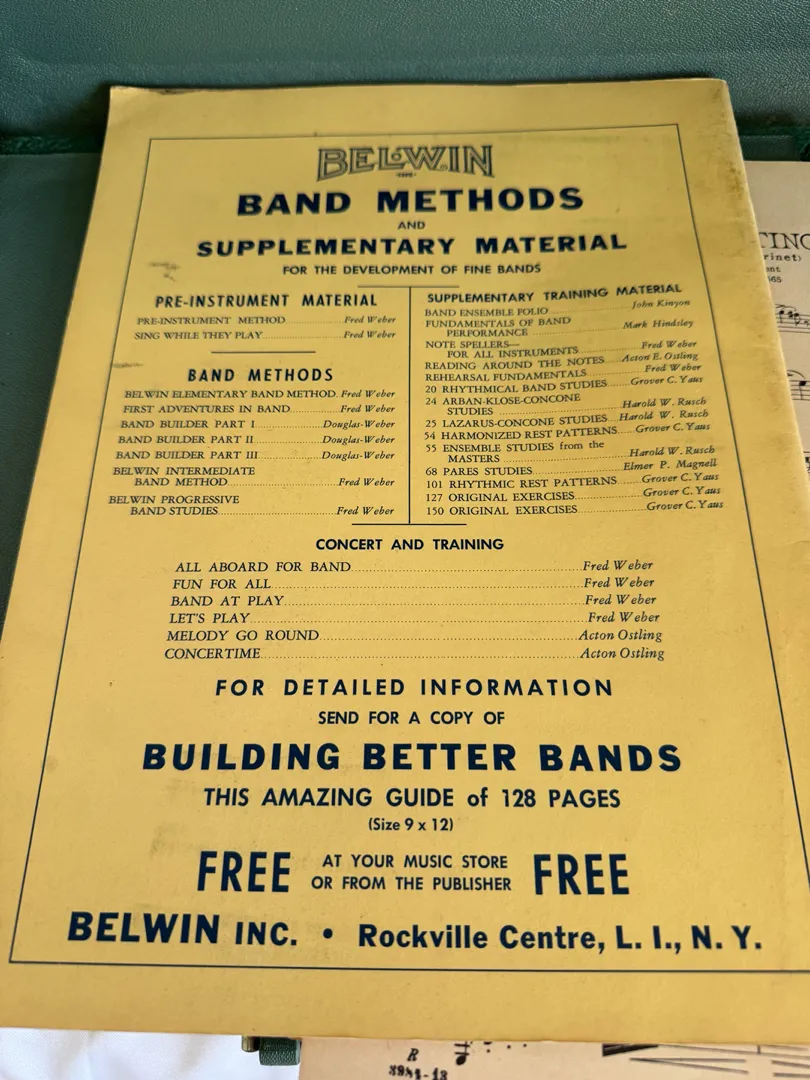 BELWIN
INC.
BAND METHODS
AND
SUPPLEMENTARY MATERIAL
FOR THE DEVELOPMENT OF FINE BANDS
PRE-INSTRUMENT MATERIAL
PRE-INSTRUMENT METHOD Fred Weber
SING WHILE THEY PLAY Fred Weber
BAND METHODS
BELWIN ELEMENTARY BAND METHOD Fred Weber
FIRST ADVENTURES IN BAND Fred Weber
BAND BUILDER PART I Douglas-Weber
BAND BUILDER PART II Douglas-Weber
BAND BUILDER PART III Douglas-Weber
BELWIN INTERMEDIATE
BAND METHOD Fred Weber
BELWIN PROGRESSIVE
BAND STUDIES Fred Weber
SUPPLEMENTARY TRAINING MATERIAL
BAND ENSEMBLE FOLIO John Kinyon
FUNDAMENTALS OF BAND
PERFORMANCE Mark Hindsley
NOTE SPELLERS—
FOR ALL INSTRUMENTS Fred Weber
READING AROUND THE NOTES Acton E. Ostling
REHEARSAL FUNDAMENTALS Fred Weber
20 RHYTHMICAL BAND STUDIES Grover C. Yaus
24 ARBAN-KLOSE-CONCONE
STUDIES Harold W. Rusch
25 LAZARUS-CONCONE STUDIES Harold W. Rusch
54 HARMONIZED REST PATTERNS Grover C. Yaus
55 ENSEMBLE STUDIES from the
MASTERS Harold W. Rusch
68 PARES STUDIES Elmer P. Magnell
101 RHYTHMIC REST PATTERNS Grover C. Yaus
127 ORIGINAL EXERCISES Grover C. Yaus
150 ORIGINAL EXERCISES Grover C. Yaus
CONCERT AND TRAINING
ALL ABOARD FOR BAND Fred Weber
FUN FOR ALL Fred Weber
BAND AT PLAY Fred Weber
LET'S PLAY Fred Weber
MELODY GO ROUND Acton Ostling
CONCERTIME Acton Ostling
FOR DETAILED INFORMATION
SEND FOR A COPY OF
BUILDING BETTER BANDS
THIS AMAZING GUIDE of 128 PAGES
(Size 9 x 12)
FREE AT YOUR MUSIC STORE FREE
OR FROM THE PUBLISHER
BELWIN INC. • Rockville Centre, L. I., N. Y.
R